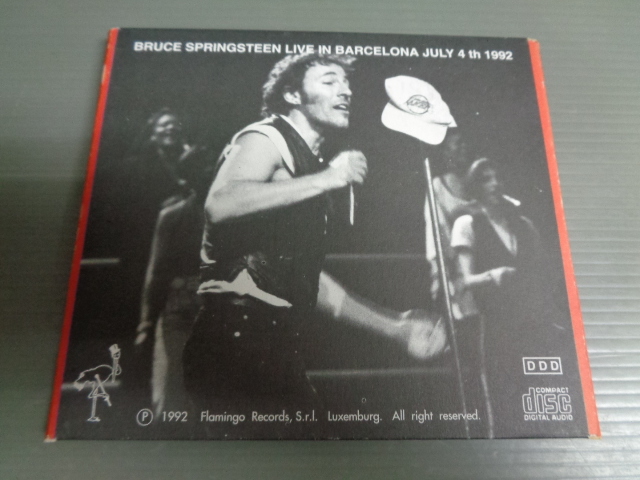 BRUCE SPRINGSTEEN LIVE IN BARCELONA JULY 4 th 1992
DDD
COMPACT
disc
DIGITAL AUDIO
Ⓟ 1992 Flamingo Records, S.r.l. Luxemburg. All right reserved.